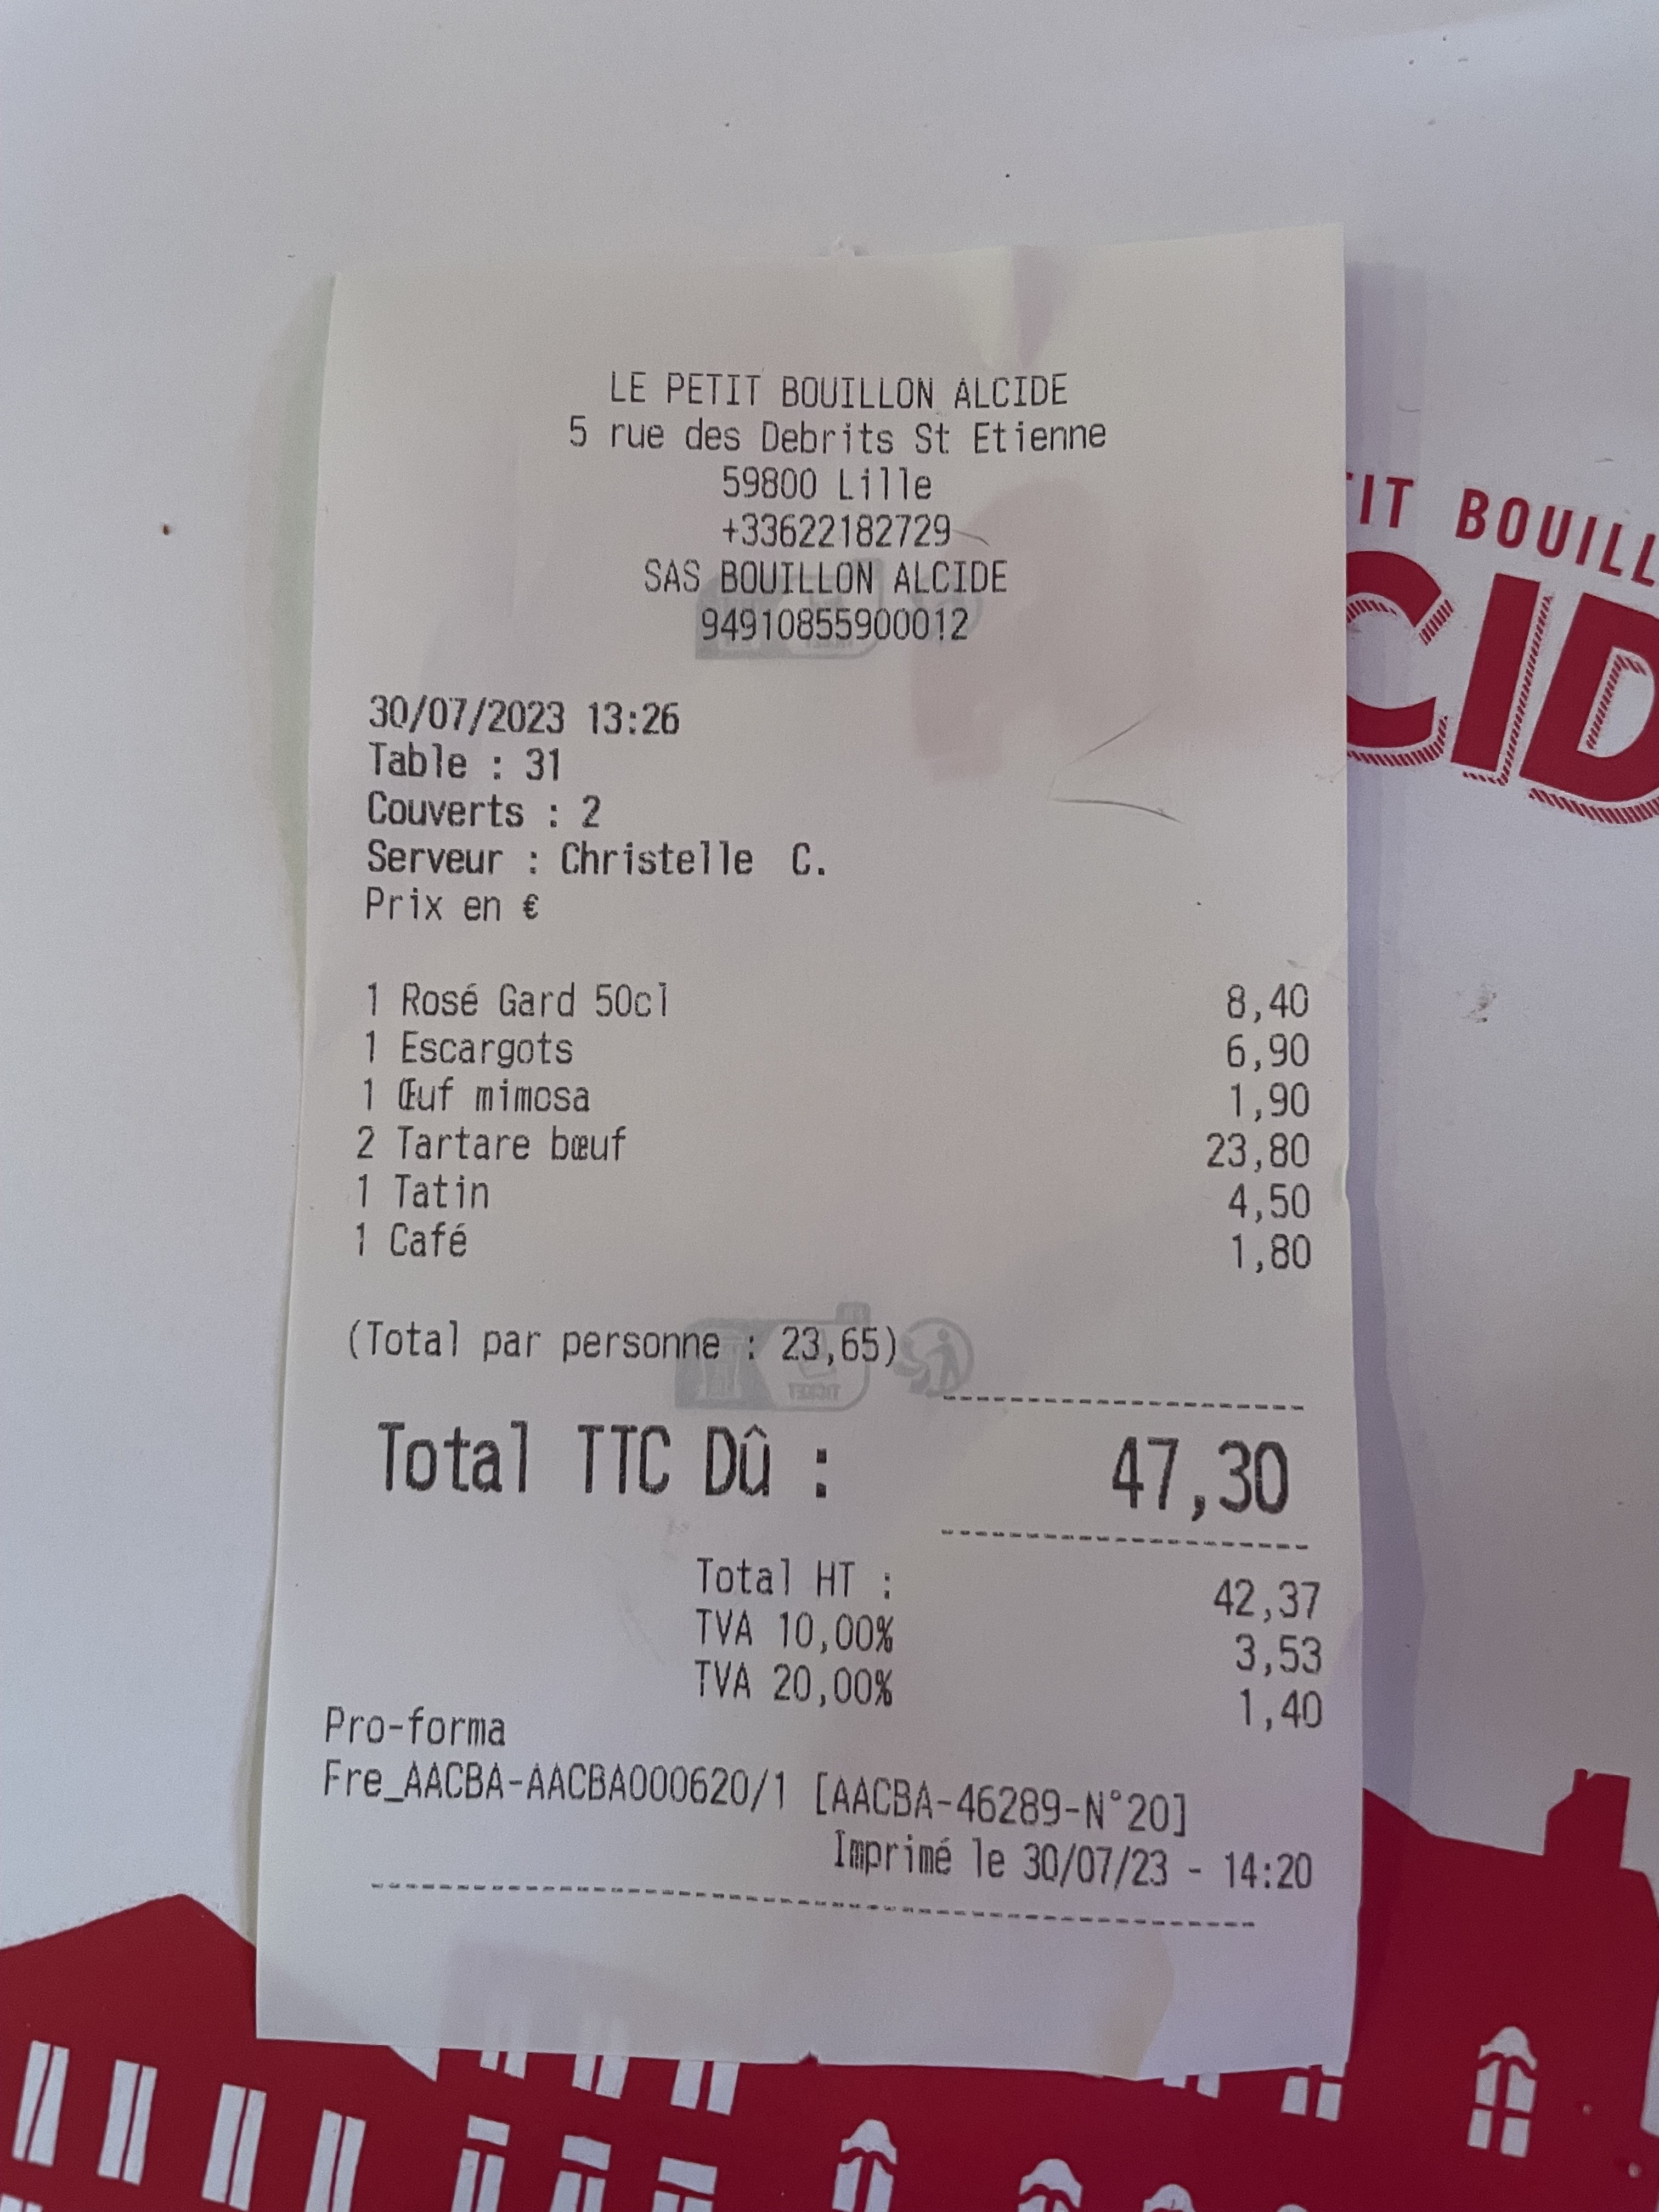 LE PETIT BOUILLON ALCIDE
5 rue des Debrits St Etienne
59800 Lille
+33622182729
SAS BOUILLON ALCIDE
94910855900012
30/07/2023 13:26
Table : 31
Couverts : 2
Serveur : Christelle C.
Prix en €
1 Rosé Gard 50cl 8,40
1 Escargots 6,90
1 Œuf mimosa 1,90
2 Tartare bœuf 23,80
1 Tatin 4,50
1 Café 1,80
(Total par personne : 23,65)
Total TTC Dû : 47,30
Total HT : 42,37
TVA 10,00% 3,53
TVA 20,00% 1,40
Pro-forma
Fre_AACBA-AACBA000620/1 [AACBA-46289-N°20]
Imprimé le 30/07/23 - 14:20
TIT BOUILL
CID